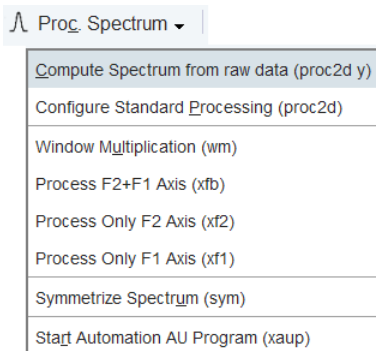 Proc. Spectrum
Compute Spectrum from raw data (proc2d y)
Configure Standard Processing (proc2d)
Window Multiplication (wm)
Process F2+F1 Axis (xfb)
Process Only F2 Axis (xf2)
Process Only F1 Axis (xf1)
Symmetrize Spectrum (sym)
Start Automation AU Program (xaup)